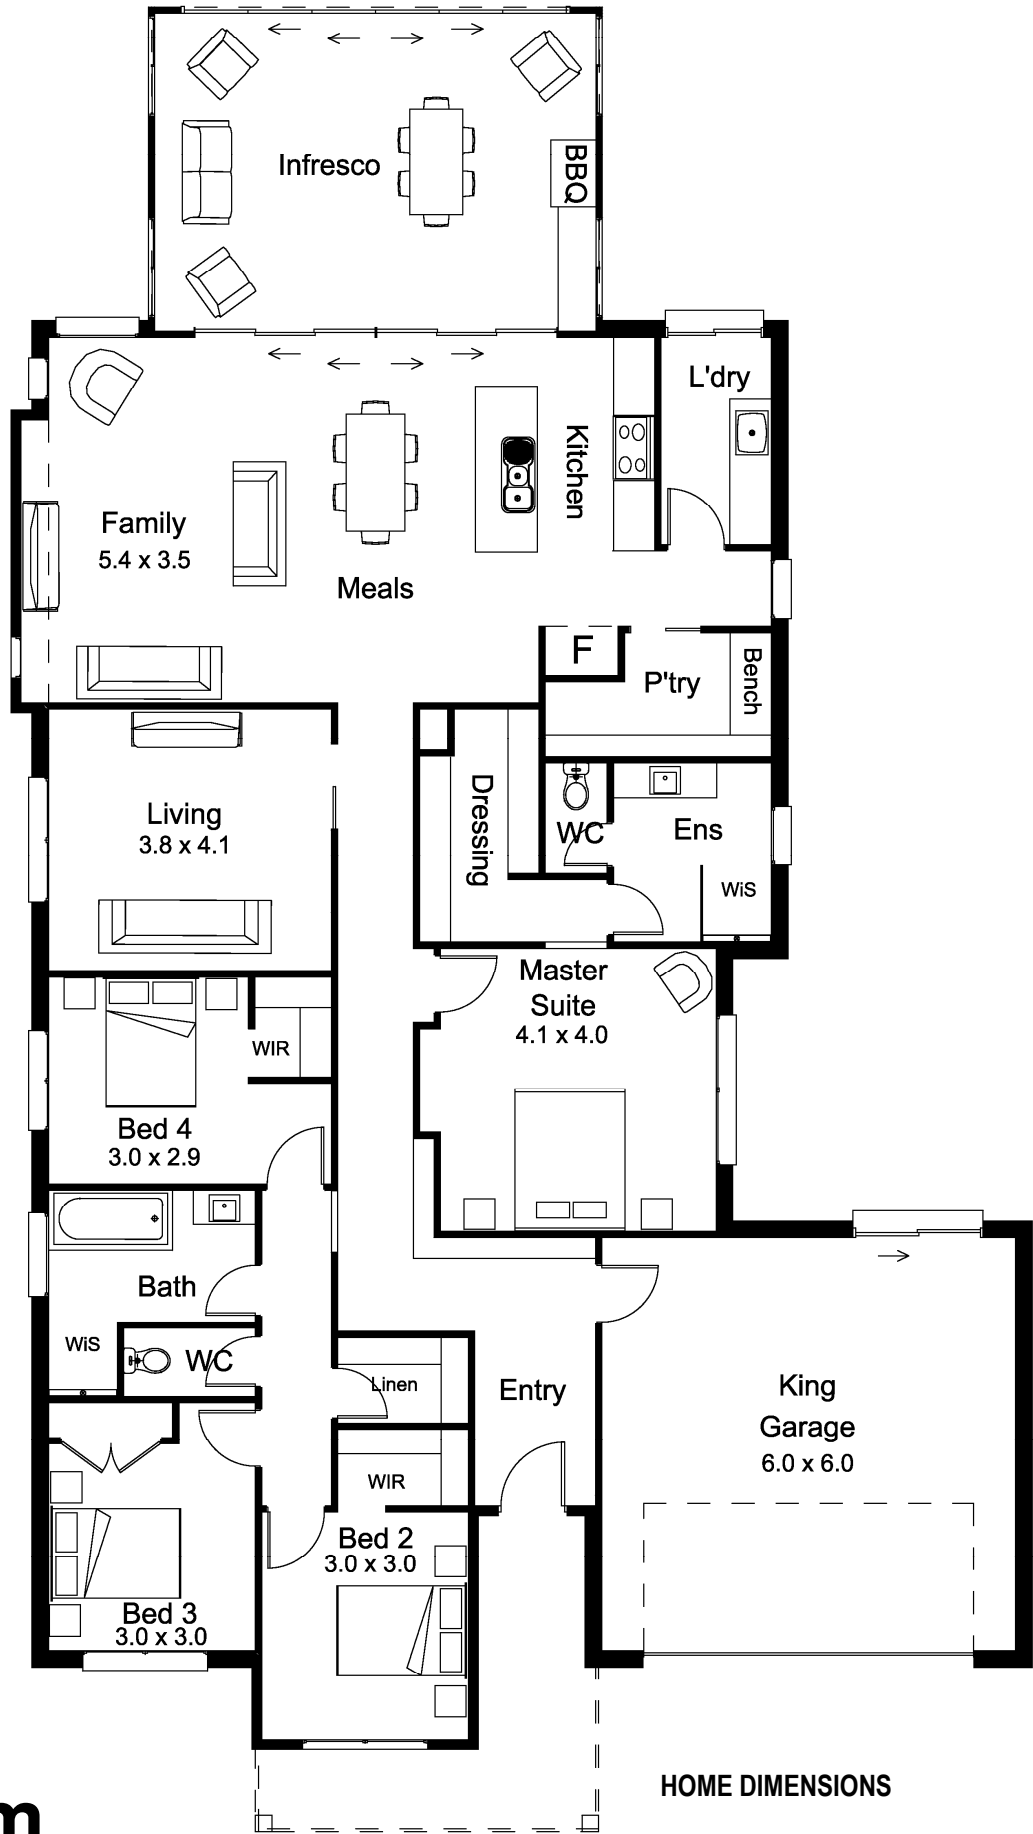 Infresco
BBQ
L'dry
Kitchen
Family
5.4 x 3.5
Meals
F
P'try
Bench
Living
3.8 x 4.1
Dressing
WC
Ens
WiS
Master
Suite
4.1 x 4.0
WIR
Bed 4
3.0 x 2.9
Bath
WiS
WC
Linen
Entry
King
Garage
6.0 x 6.0
WIR
Bed 2
3.0 x 3.0
Bed 3
3.0 x 3.0
HOME DIMENSIONS
m